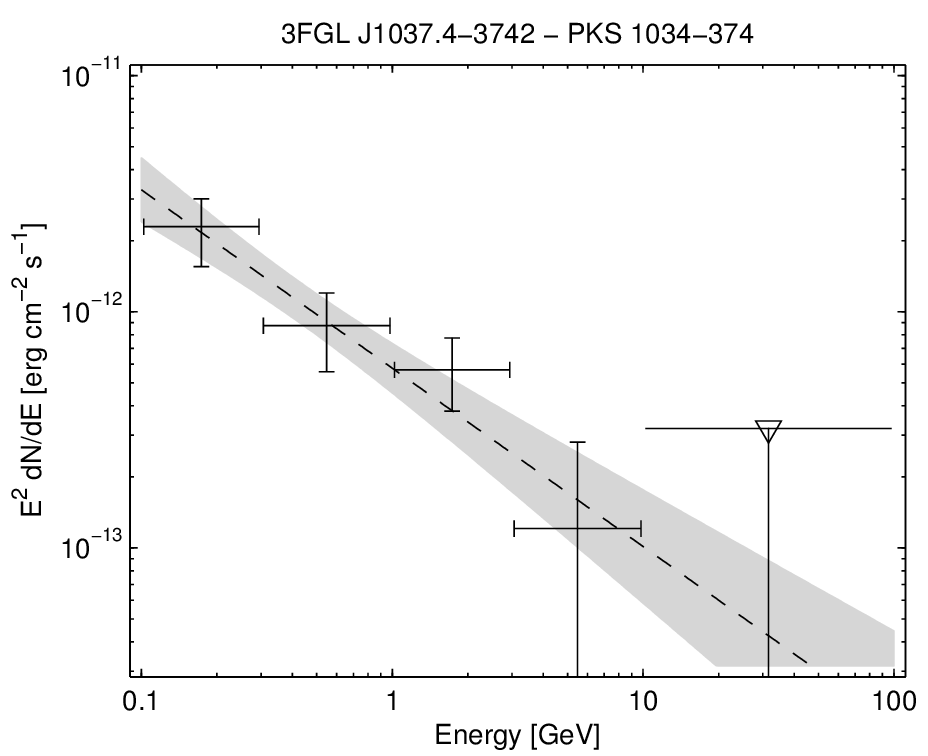 3FGL J1037.4−3742 − PKS 1034−374
10⁻¹¹
10⁻¹²
10⁻¹³
E² dN/dE [erg cm⁻² s⁻¹]
0.1 1 10 100
Energy [GeV]